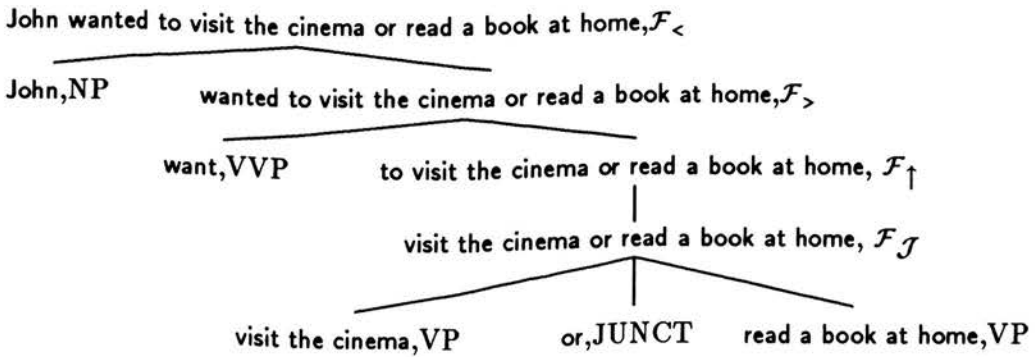 John wanted to visit the cinema or read a book at home,ℱ<
John,NP wanted to visit the cinema or read a book at home,ℱ>
want,VVP to visit the cinema or read a book at home, ℱ↑
visit the cinema or read a book at home, ℱ𝒥
visit the cinema,VP or,JUNCT read a book at home,VP